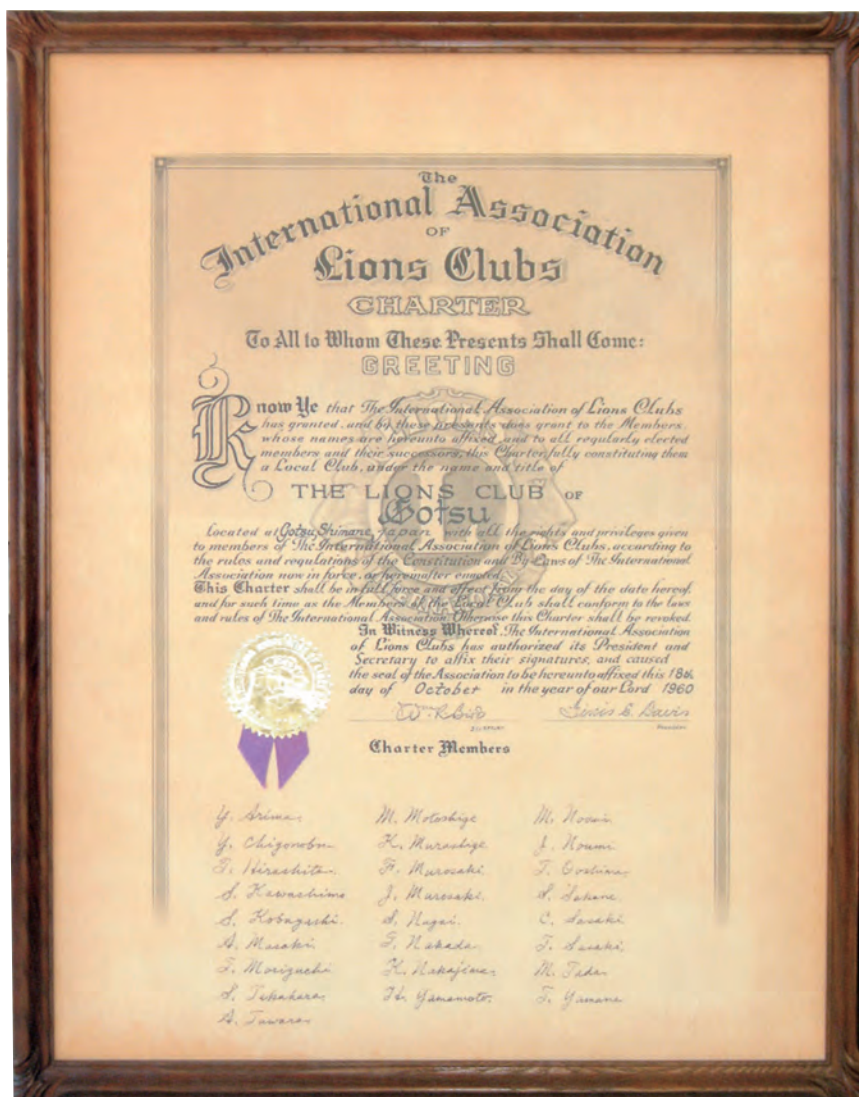 The
International Association
OF
Lions Clubs
CHARTER
To All to Whom These Presents Shall Come:
GREETING
Know Ye that The International Association of Lions Clubs
has granted, and by these presents does grant to the Members,
whose names are hereunto affixed, and to all regularly elected
members and their successors, this Charter, fully constituting them
a Local Club, under the name and title of
THE LIONS CLUB OF
Gotsu
Located at Gotsu, Shimane, Japan with all the rights and privileges given
to members of The International Association of Lions Clubs, according to
the rules and regulations of the Constitution and By-Laws of The International
Association now in force, or hereinafter enacted.
This Charter shall be in full force and effect from the day of the date hereof,
and for such time as the Members of the Local Club shall conform to the laws
and rules of The International Association. Otherwise this Charter shall be revoked.
In Witness Whereof, The International Association
of Lions Clubs has authorized its President and
Secretary to affix their signatures, and caused
the seal of the Association to be hereunto affixed this 18th
day of October in the year of our Lord 1960
Wm R Bird Finis E. Davis
Secretary President
Charter Members
Y. Arima M. Motoshige M.
Y. Chigonobu K. Murashige J. Noumi
T. Hirashita F. Murosaki T. Ooshima
S. Kawashima J. Murosaki S. Sakane
S. Kobayashi S. Nagai C. Sasaki
A. Masaki T. Nakada T. Sasaki
T. Moriguchi K. Nakajima M. Tada
S. Takahara H. Yamamoto T. Yamane
A. Tawara